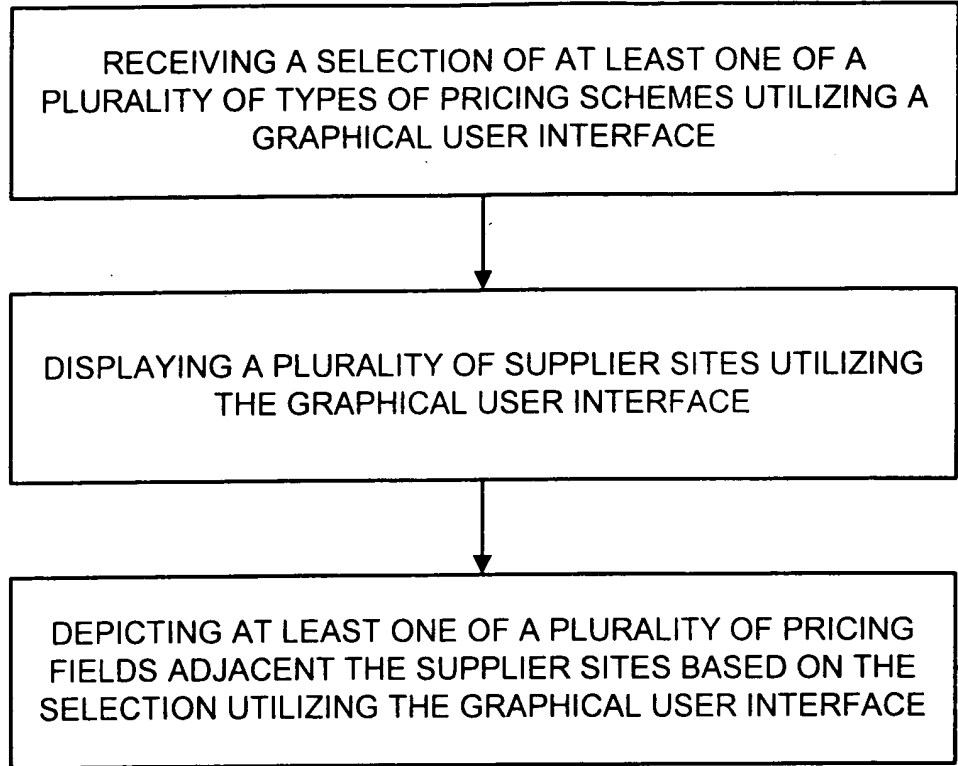 RECEIVING A SELECTION OF AT LEAST ONE OF A
PLURALITY OF TYPES OF PRICING SCHEMES UTILIZING A
GRAPHICAL USER INTERFACE
DISPLAYING A PLURALITY OF SUPPLIER SITES UTILIZING
THE GRAPHICAL USER INTERFACE
DEPICTING AT LEAST ONE OF A PLURALITY OF PRICING
FIELDS ADJACENT THE SUPPLIER SITES BASED ON THE
SELECTION UTILIZING THE GRAPHICAL USER INTERFACE